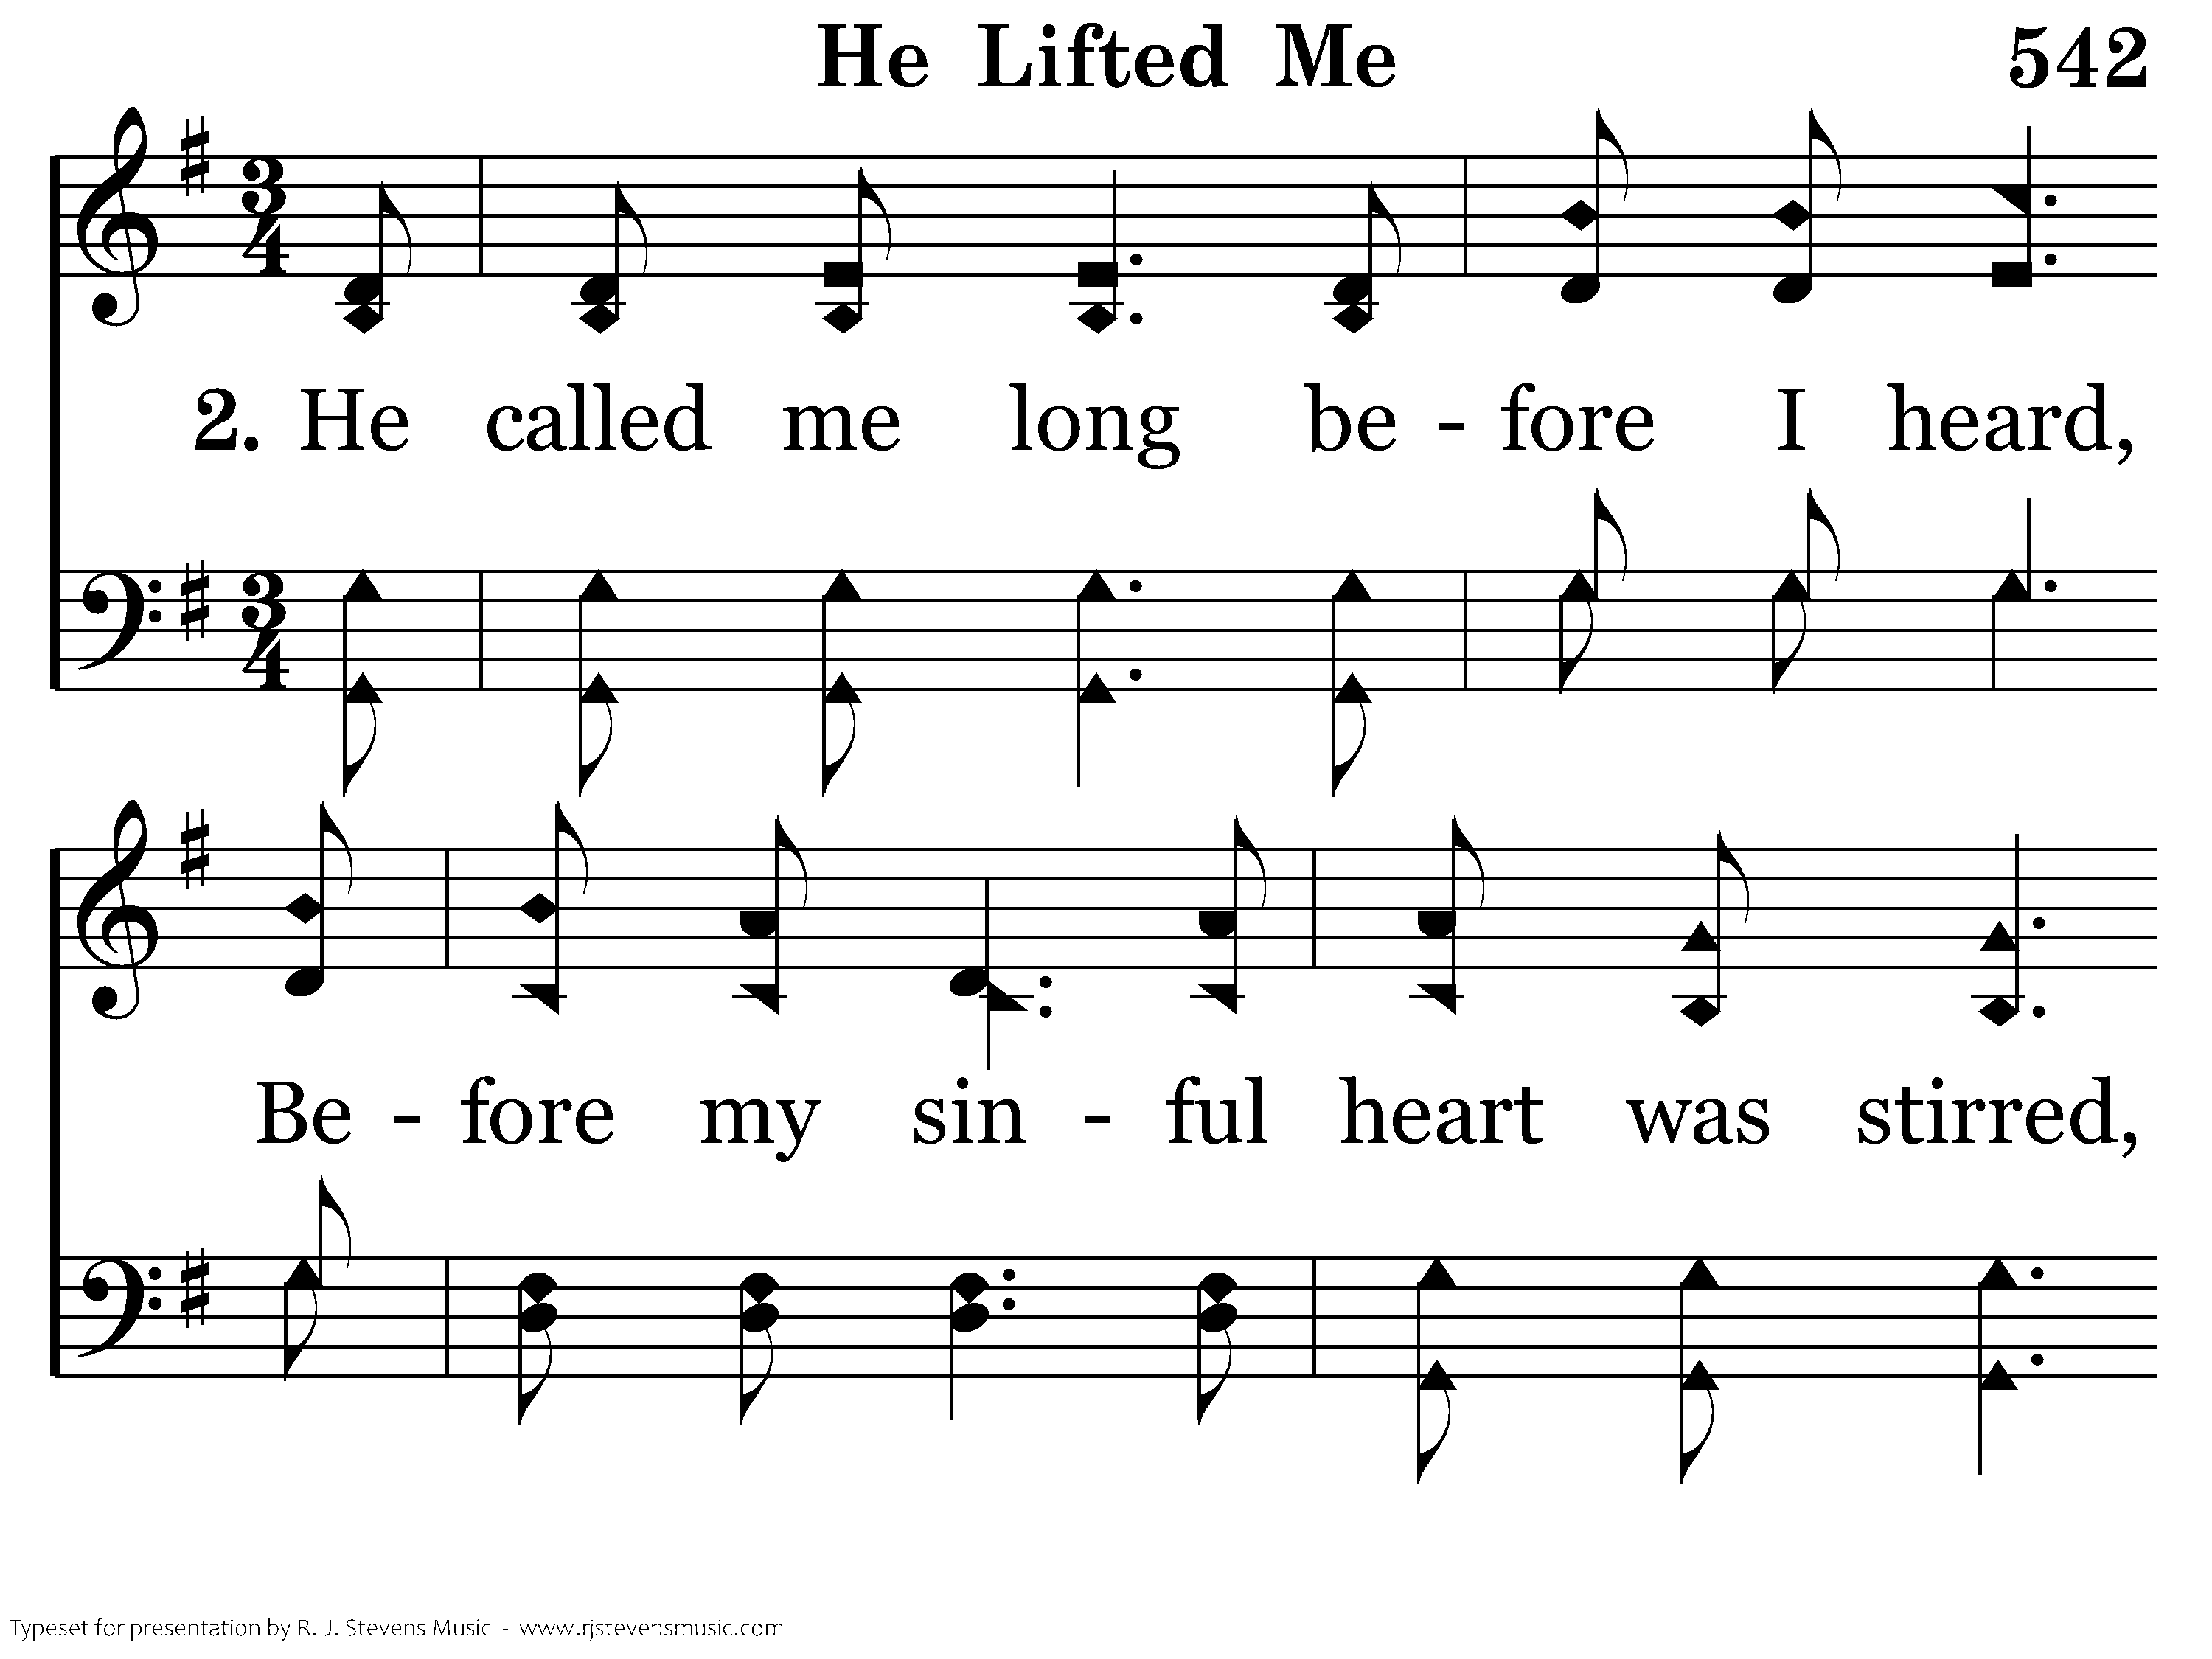 He Lifted Me 542
2. He called me long be - fore I heard,
Be - fore my sin - ful heart was stirred,
Typeset for presentation by R. J. Stevens Music - www.rjstevensmusic.com